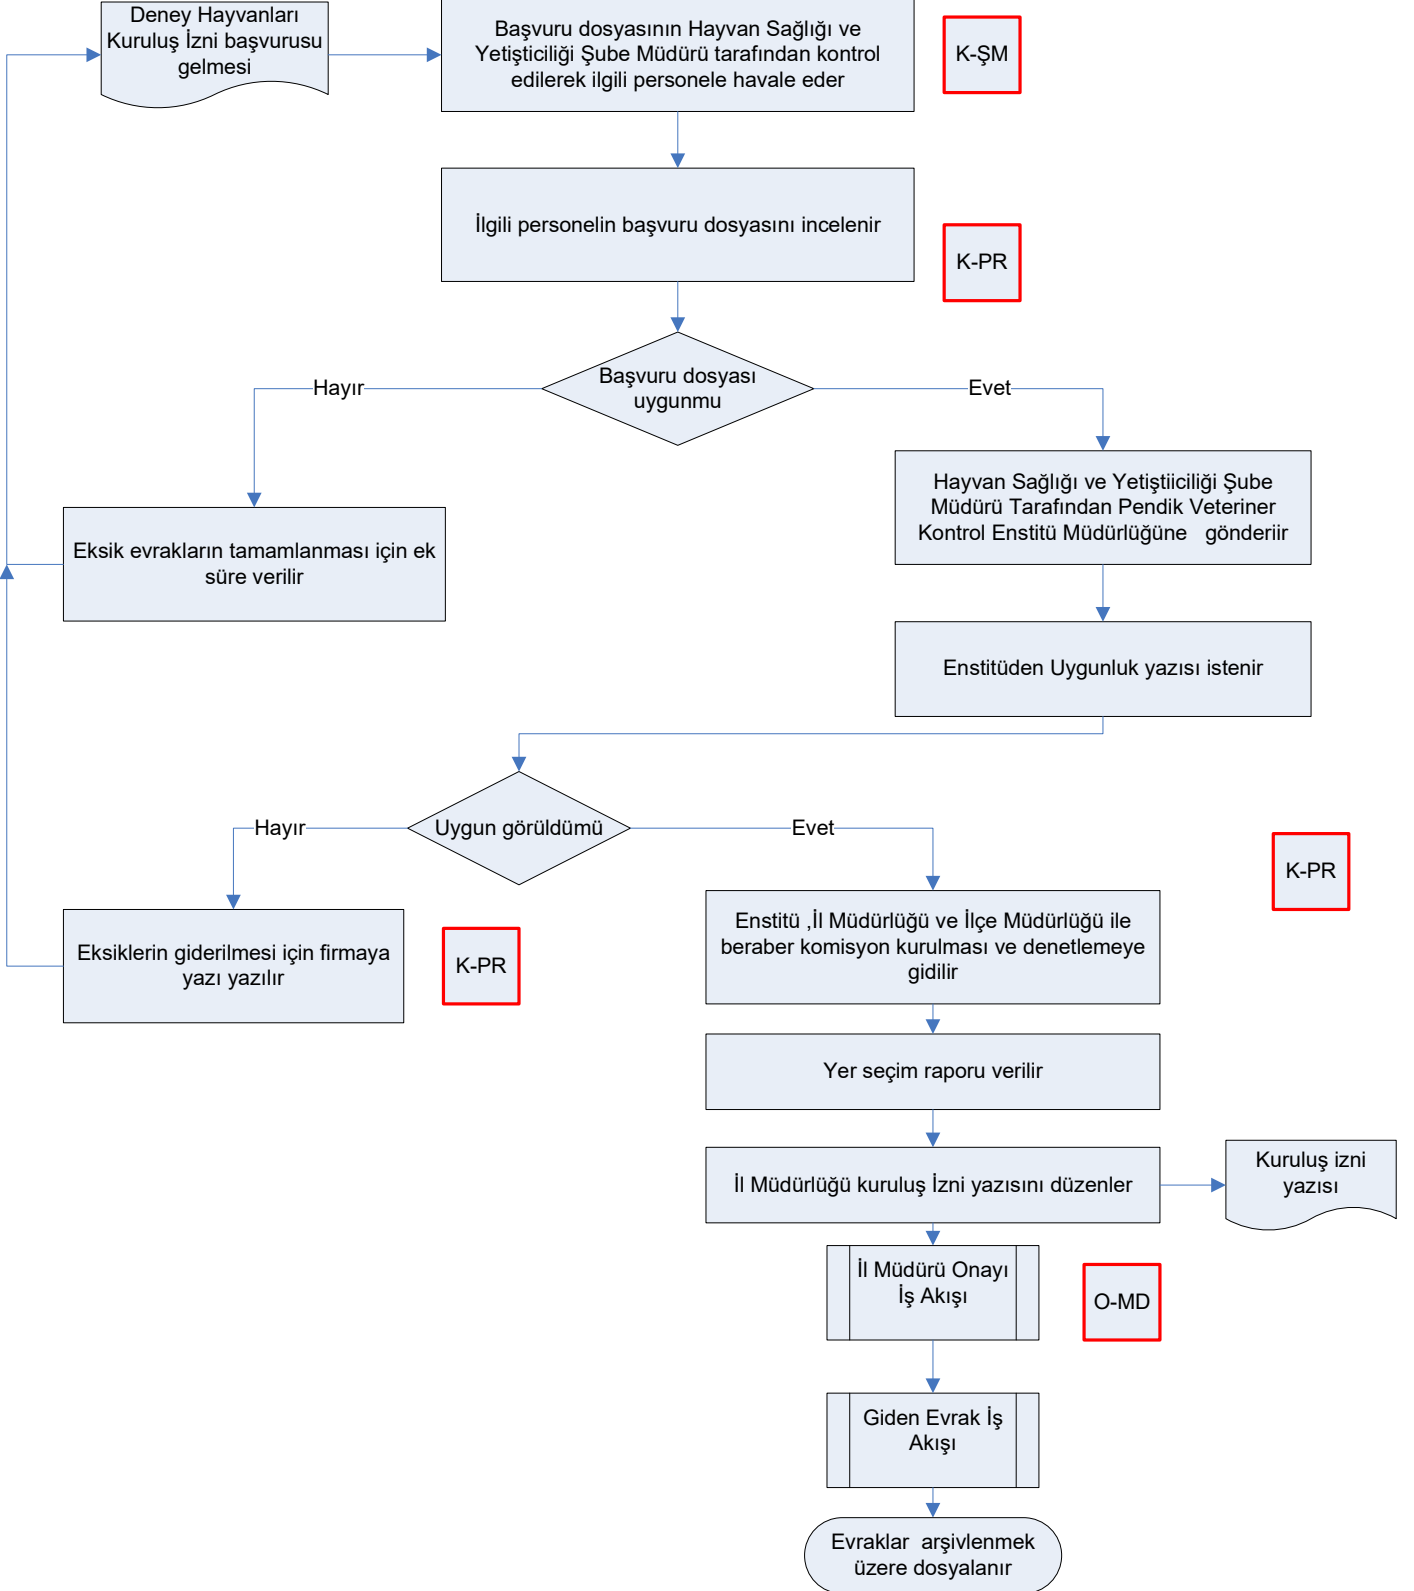 Deney Hayvanları
Kuruluş İzni başvurusu
gelmesi
Başvuru dosyasının Hayvan Sağlığı ve
Yetişticiliği Şube Müdürü tarafından kontrol
edilerek ilgili personele havale eder
K-ŞM
İlgili personelin başvuru dosyasını incelenir
K-PR
Başvuru dosyası
uygunmu
Hayır
Evet
Eksik evrakların tamamlanması için ek
süre verilir
Hayvan Sağlığı ve Yetiştiiciliği Şube
Müdürü Tarafından Pendik Veteriner
Kontrol Enstitü Müdürlüğüne gönderiir
Enstitüden Uygunluk yazısı istenir
Uygun görüldümü
Hayır
Evet
K-PR
Eksiklerin giderilmesi için firmaya
yazı yazılır
K-PR
Enstitü ,İl Müdürlüğü ve İlçe Müdürlüğü ile
beraber komisyon kurulması ve denetlemeye
gidilir
Yer seçim raporu verilir
İl Müdürlüğü kuruluş İzni yazısını düzenler
Kuruluş izni
yazısı
İl Müdürü Onayı
İş Akışı
O-MD
Giden Evrak İş
Akışı
Evraklar arşivlenmek
üzere dosyalanır